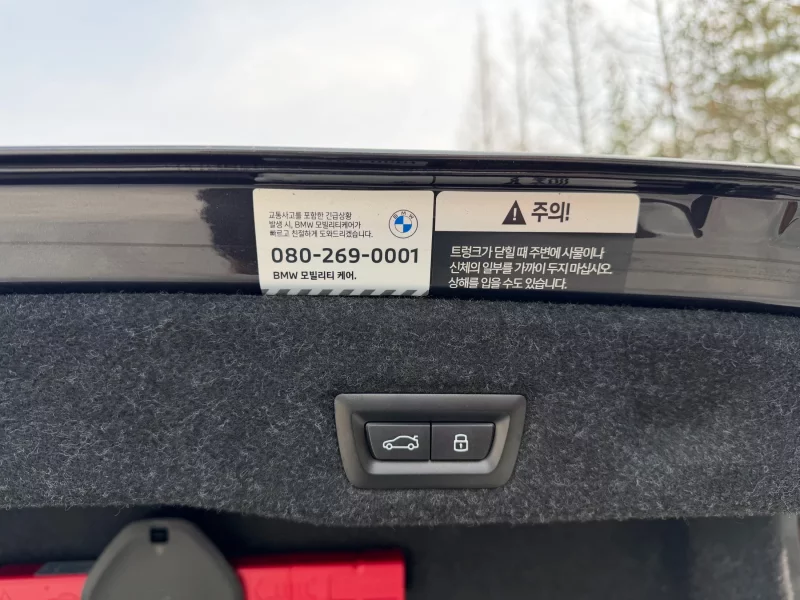 교통사고를 포함한 긴급상황
발생 시, BMW 모빌리티케어가
빠르고 친절하게 도와드리겠습니다.
080-269-0001
BMW 모빌리티 케어.
주의!
트렁크가 닫힐 때 주변에 사물이나
신체의 일부를 가까이 두지 마십시오.
상해를 입을 수도 있습니다.